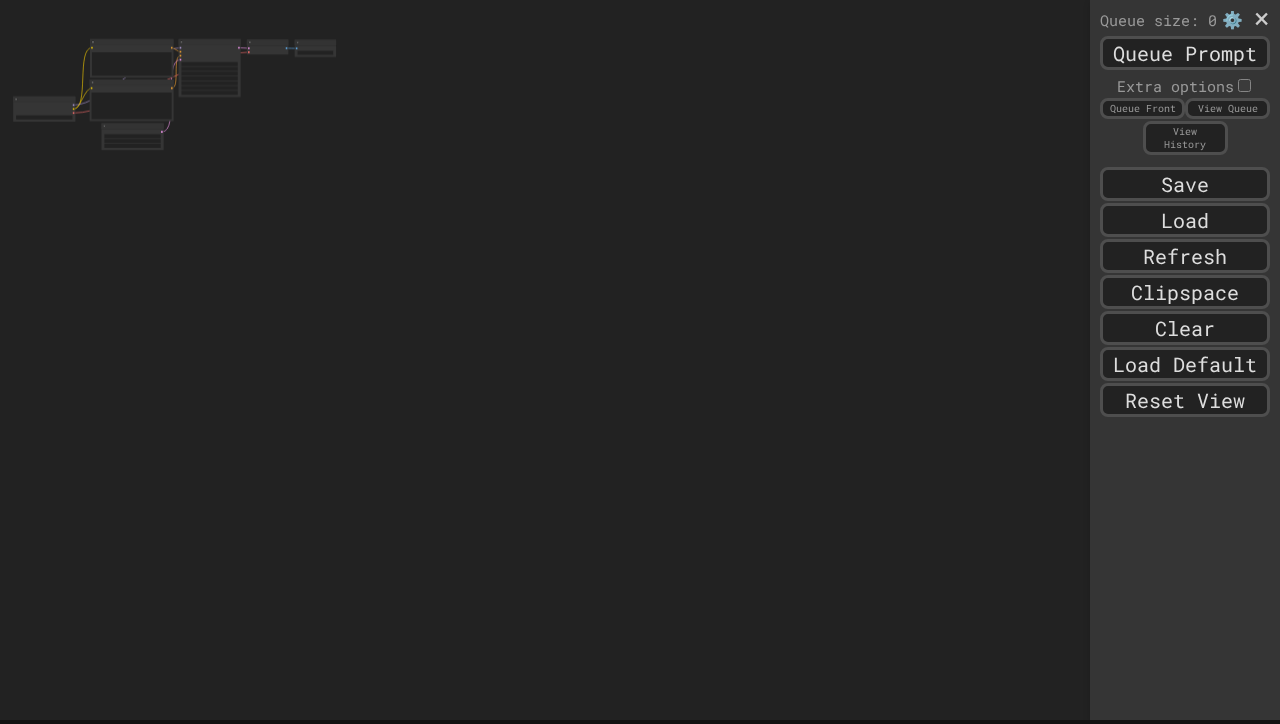 Queue size: 0
Queue Prompt
Extra options
Queue Front
View Queue
View
History
Save
Load
Refresh
Clipspace
Clear
Load Default
Reset View